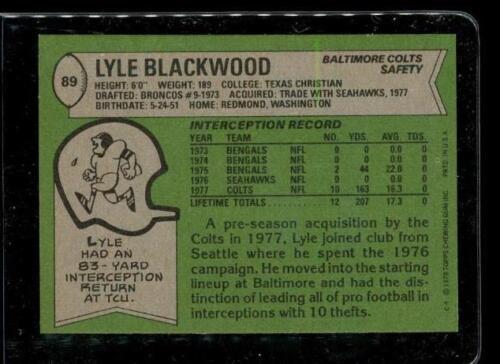 89
LYLE BLACKWOOD
BALTIMORE COLTS
SAFETY
HEIGHT: 6'0" WEIGHT: 189 COLLEGE: TEXAS CHRISTIAN
DRAFTED: BRONCOS #9-1973 ACQUIRED: TRADE WITH SEAHAWKS, 1977
BIRTHDATE: 5-24-51 HOME: REDMOND, WASHINGTON
INTERCEPTION RECORD
YEAR TEAM NO. YDS. AVG. TDS.
1973 BENGALS NFL 0 0 0 0
1974 BENGALS NFL 0 0 0 0
1975 BENGALS NFL 2 44 22.0 0
1976 SEAHAWKS NFL 0 0 0 0
1977 COLTS NFL 10 163 16.3 0
LIFETIME TOTALS 12 207 17.3 0
LYLE
HAD AN
83-YARD
INTERCEPTION
RETURN
AT TCU.
A pre-season acquisition by the
Colts in 1977, Lyle joined club from
Seattle where he spent the 1976
campaign. He moved into the starting
lineup at Baltimore and had the dis-
tinction of leading all of pro football in
interceptions with 10 thefts.
© 1978 TOPPS CHEWING GUM INC. PRTD. IN U.S.A.